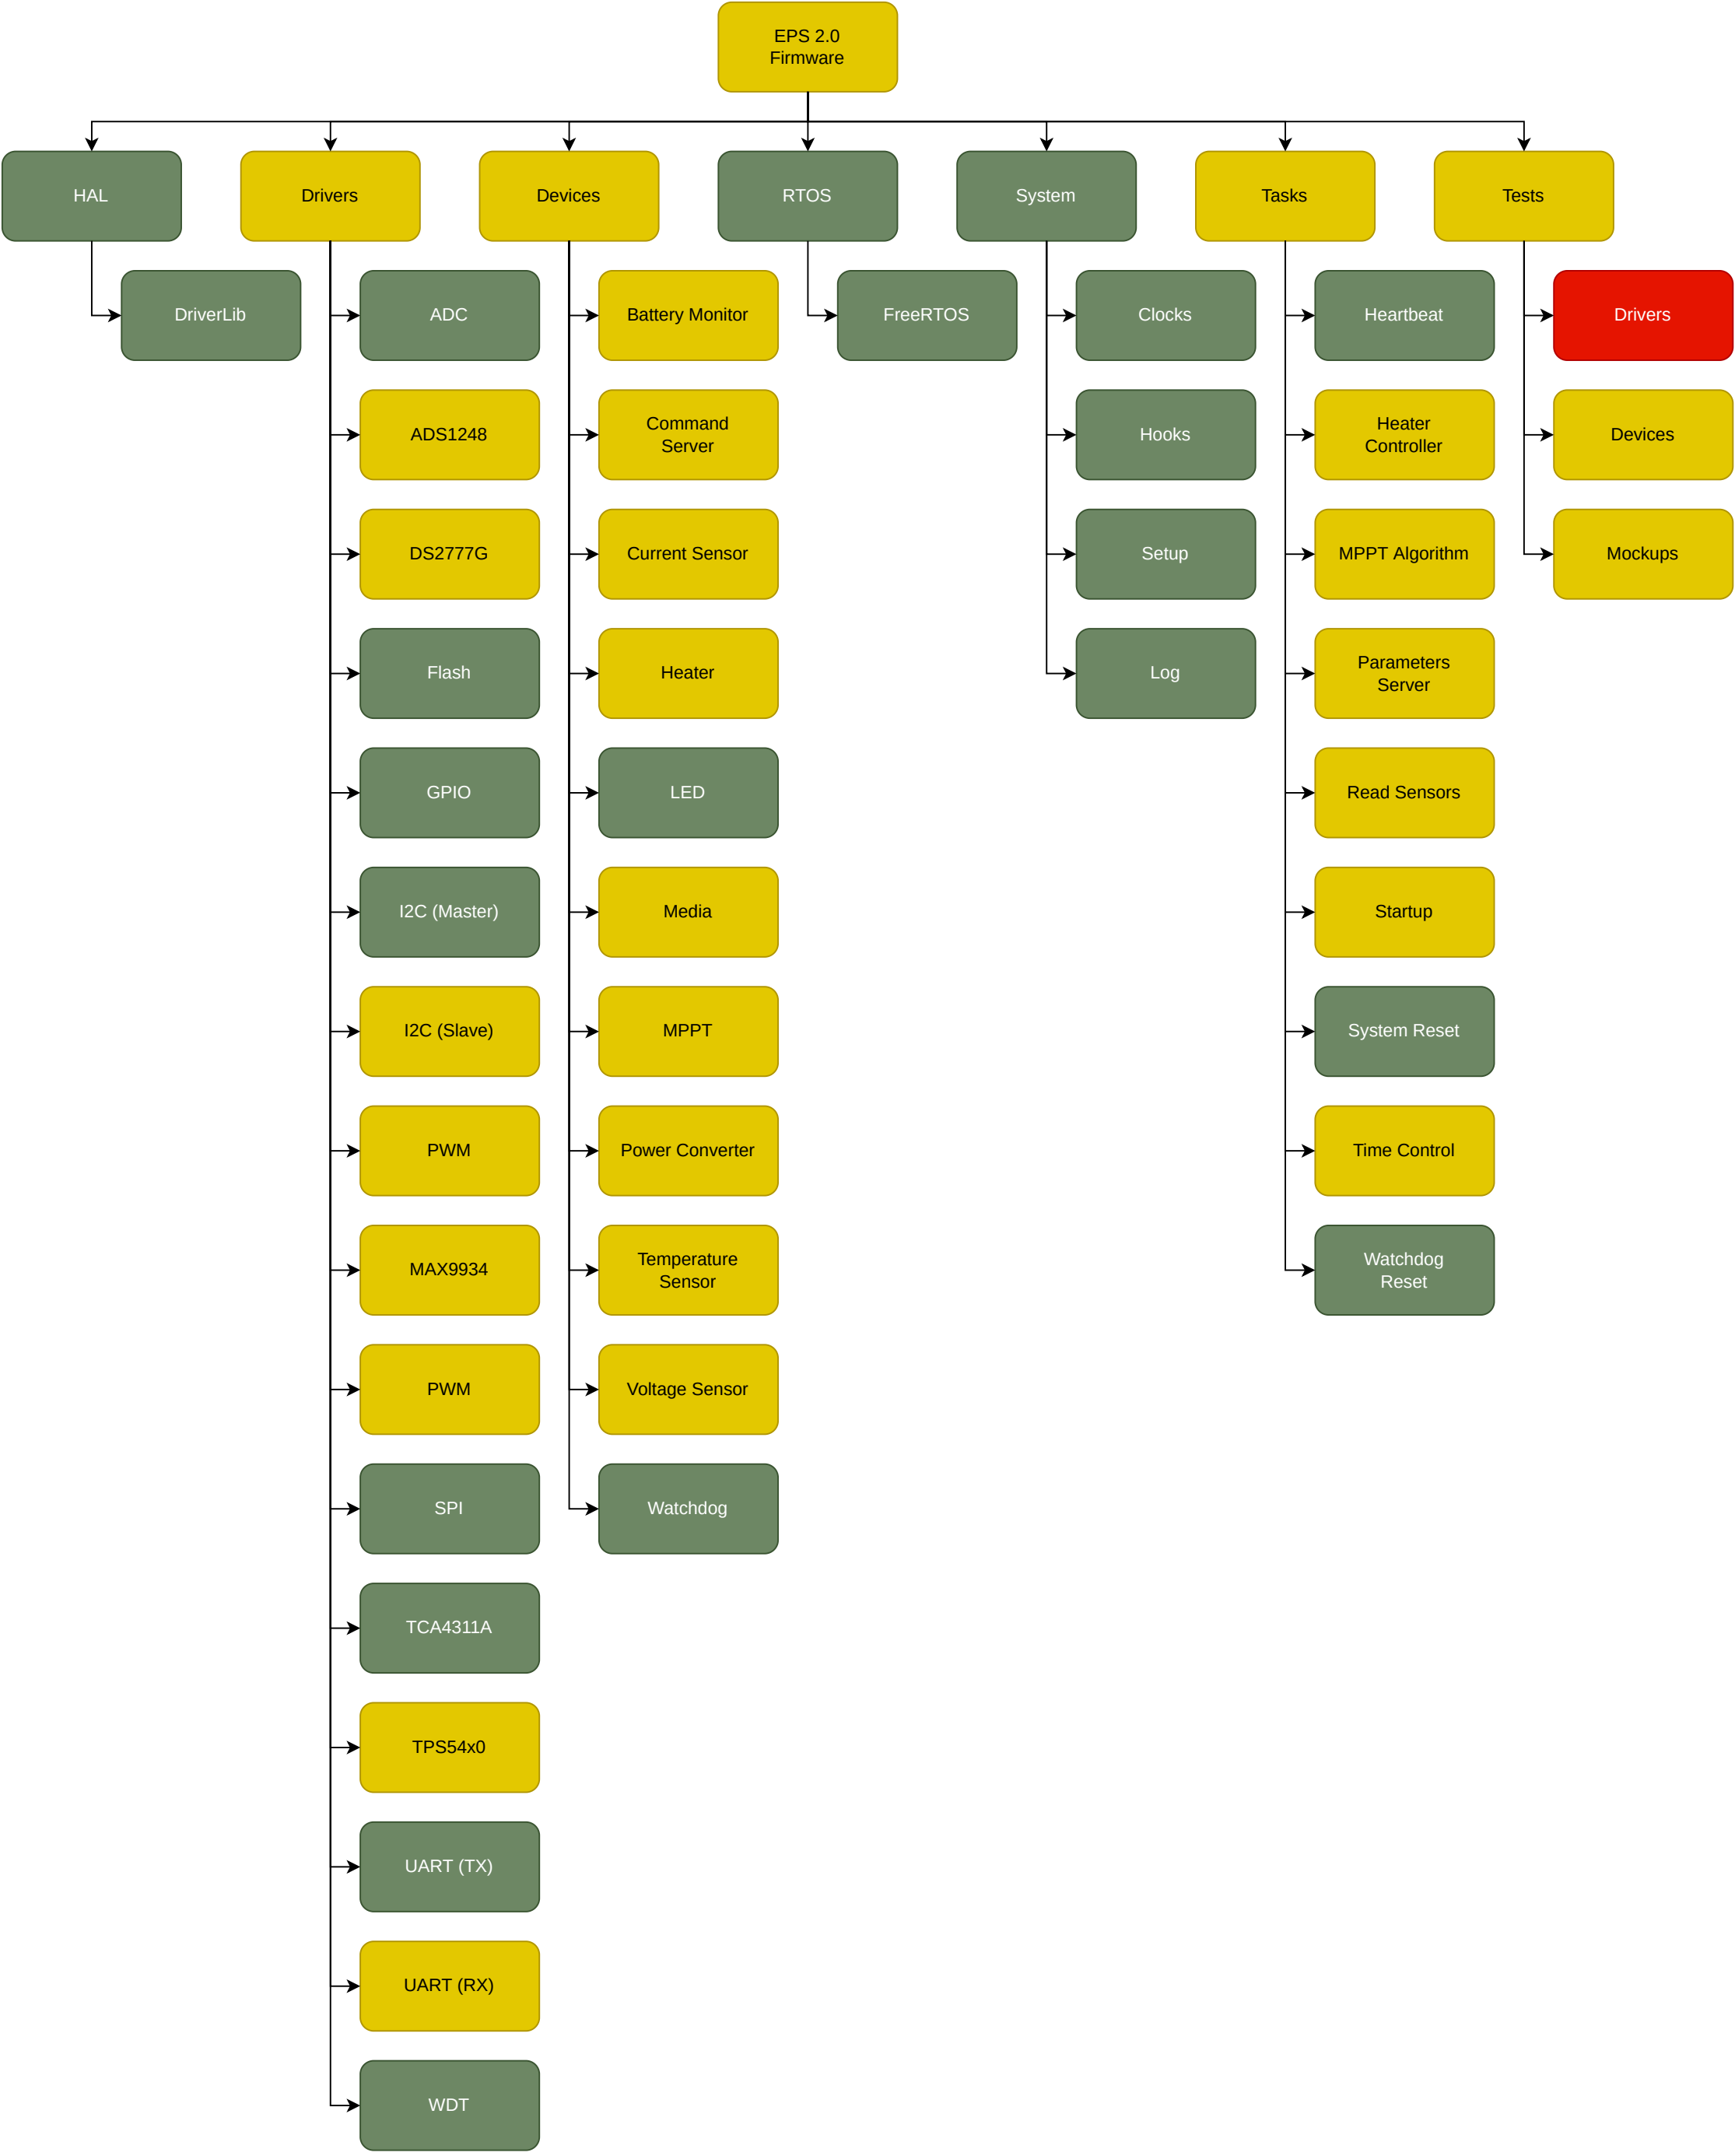 EPS 2.0
Firmware
HAL
Drivers
Devices
RTOS
System
Tasks
Tests
DriverLib
ADC
ADS1248
DS2777G
Flash
GPIO
I2C (Master)
I2C (Slave)
PWM
MAX9934
PWM
SPI
TCA4311A
TPS54x0
UART (TX)
UART (RX)
WDT
Battery Monitor
Command
Server
Current Sensor
Heater
LED
Media
MPPT
Power Converter
Temperature
Sensor
Voltage Sensor
Watchdog
FreeRTOS
Clocks
Hooks
Setup
Log
Heartbeat
Heater
Controller
MPPT Algorithm
Parameters
Server
Read Sensors
Startup
System Reset
Time Control
Watchdog
Reset
Drivers
Devices
Mockups